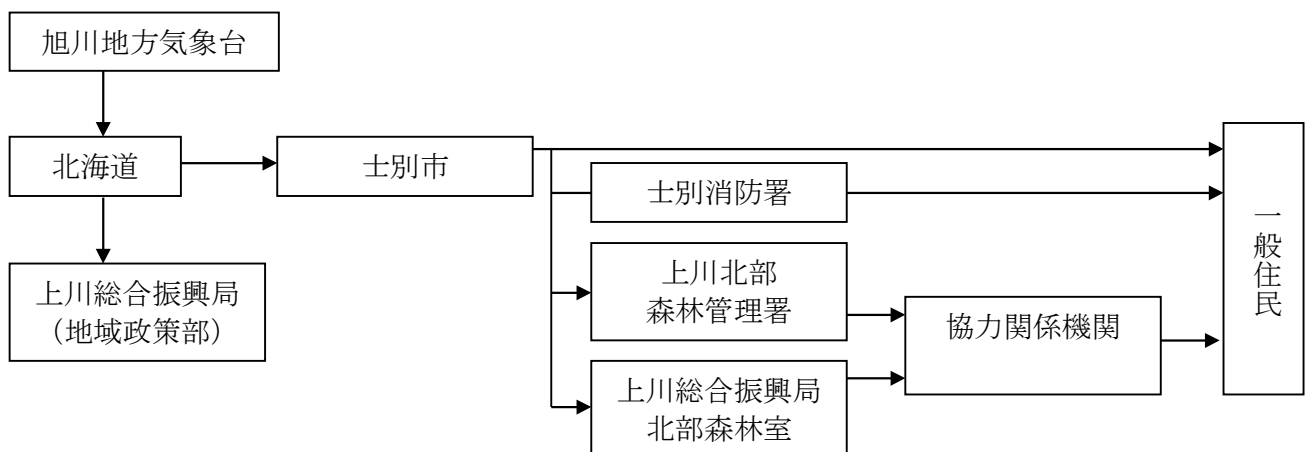 旭川地方気象台
北海道
士別市
士別消防署
一般住民
上川総合振興局
（地域政策部）
上川北部
森林管理署
協力関係機関
上川総合振興局
北部森林室